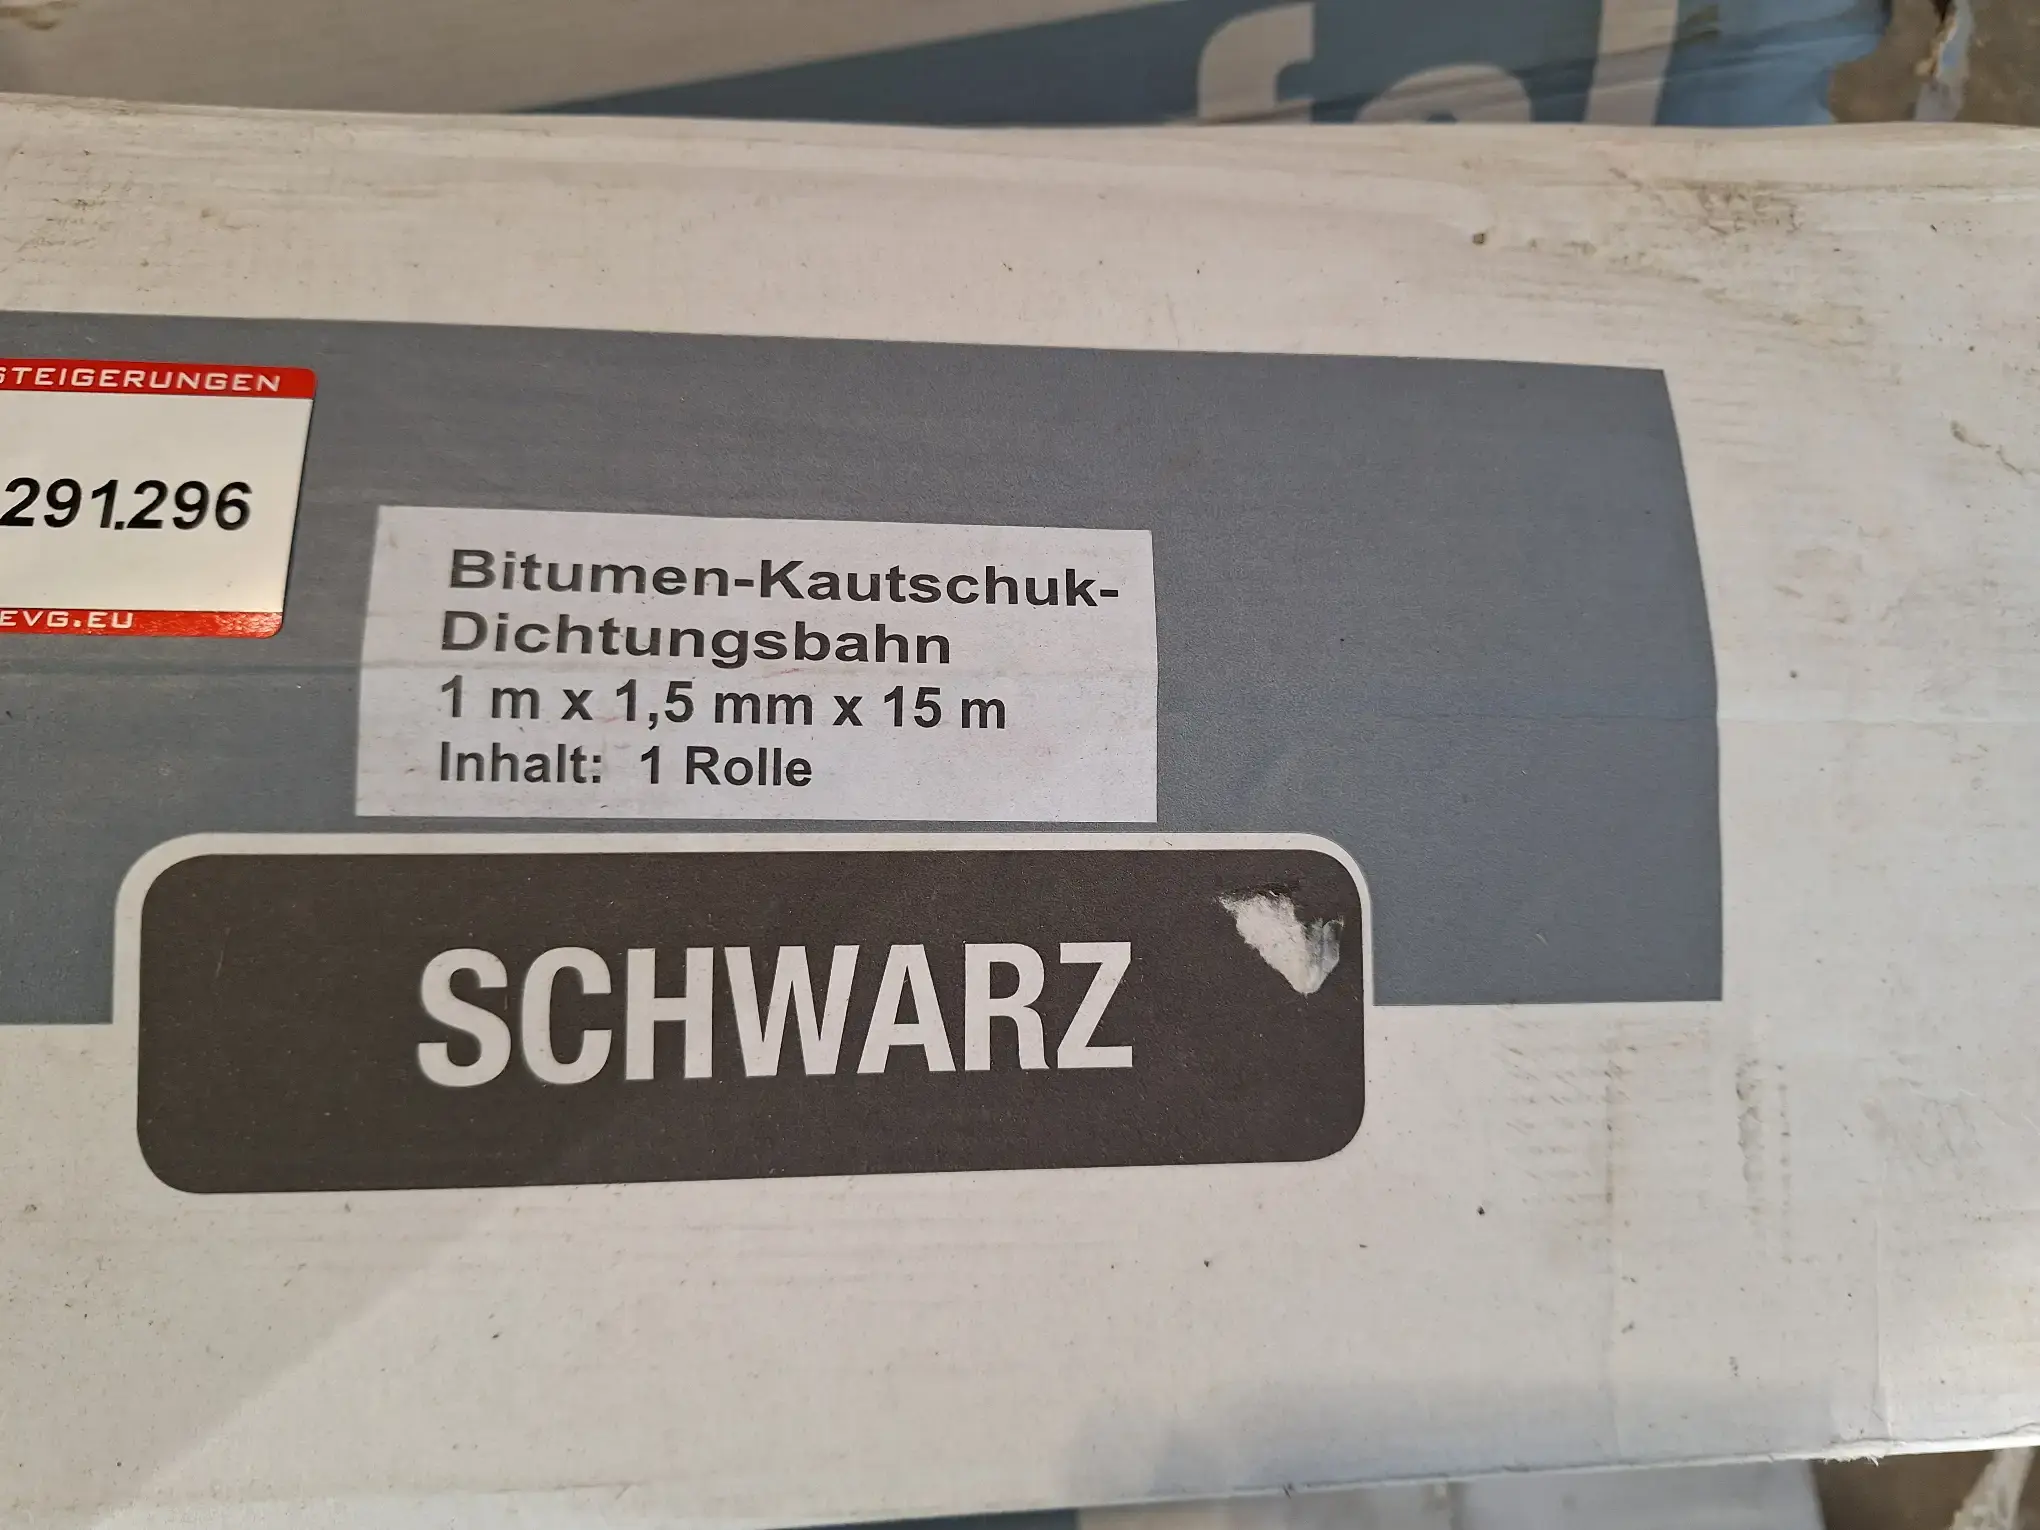 STEIGERUNGEN
291.296
EVG.EU
Bitumen-Kautschuk-
Dichtungsbahn
1 m x 1,5 mm x 15 m
Inhalt: 1 Rolle
SCHWARZ